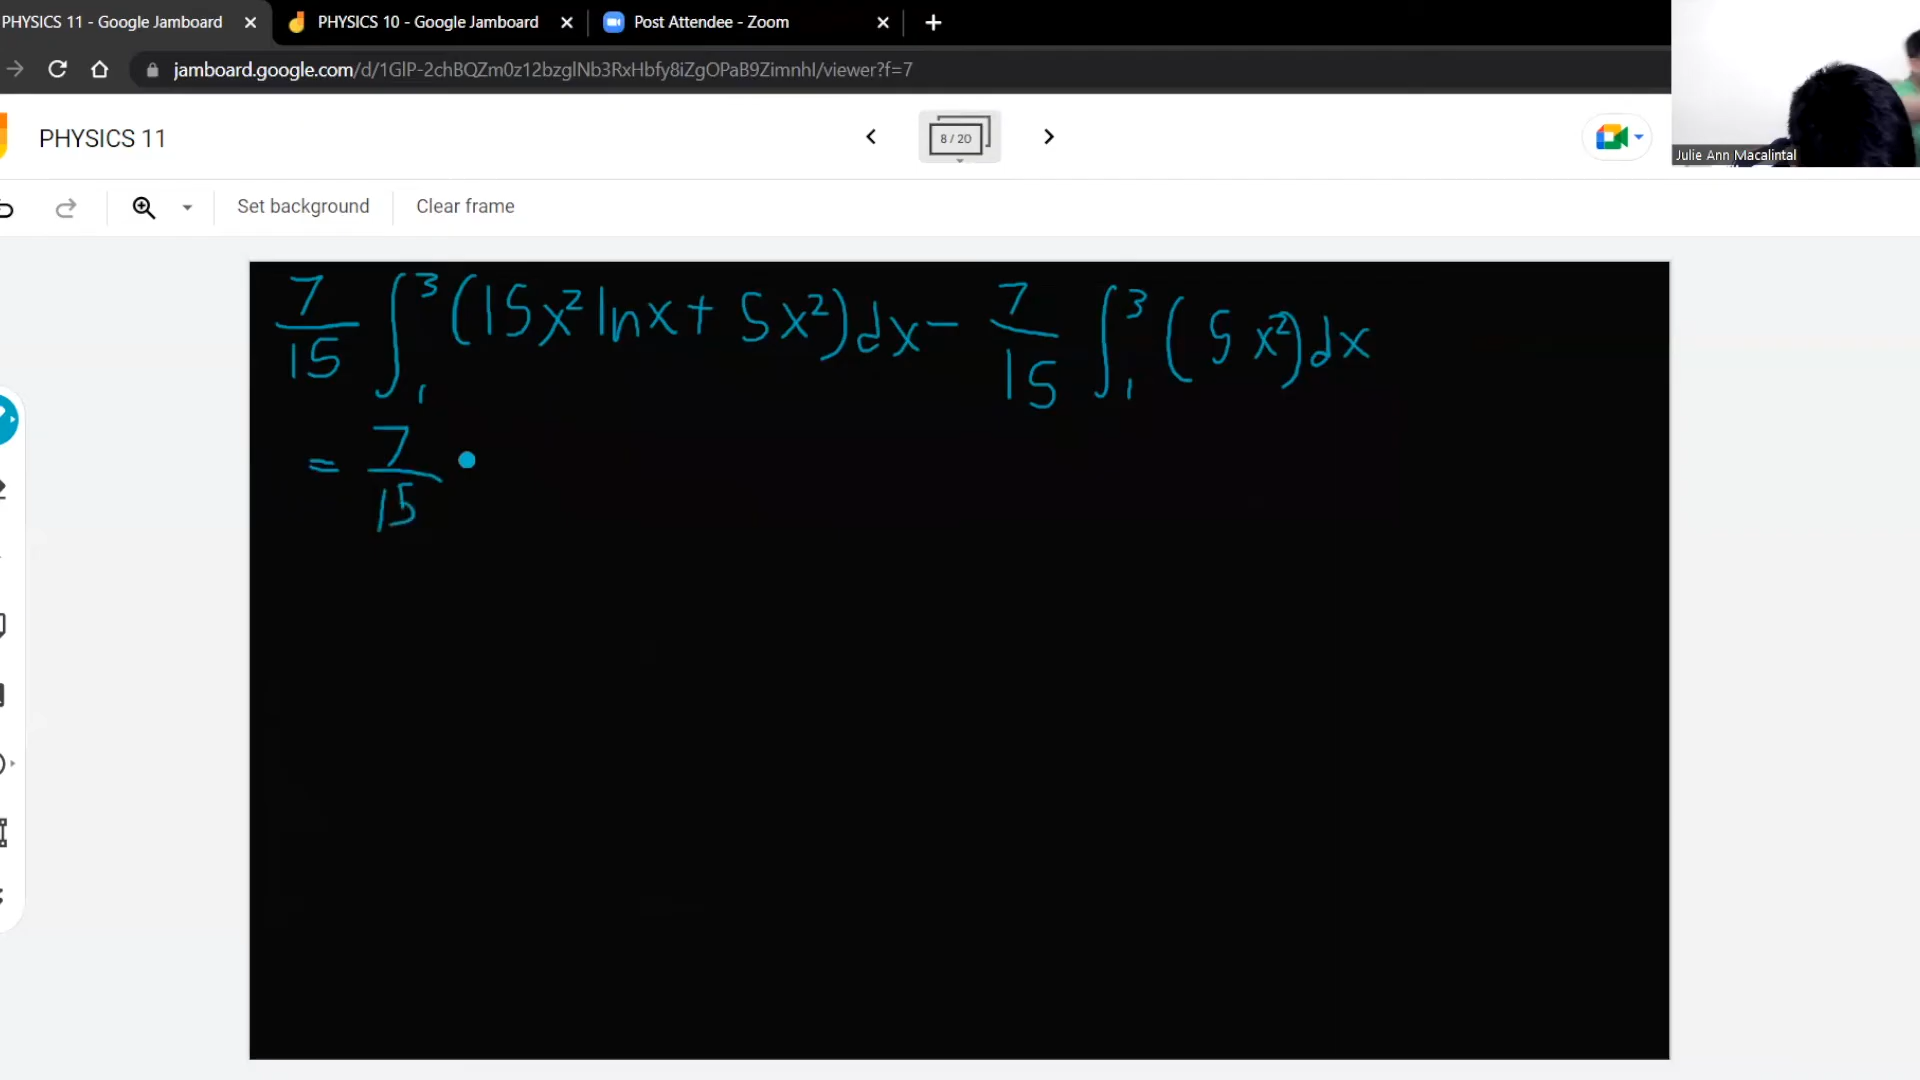 PHYSICS 11 - Google Jamboard PHYSICS 10 - Google Jamboard Post Attendee - Zoom
jamboard.google.com/d/1GlP-2chBQZm0z12bzglNb3RxHbfy8iZgOPaB9ZimnhI/viewer?f=7
PHYSICS 11
8 / 20
Julie Ann Macalintal
Set background Clear frame
7/15 ∫₁³ (15x² ln x + 5x²) dx − 7/15 ∫₁³ (5x²) dx
= 7/15